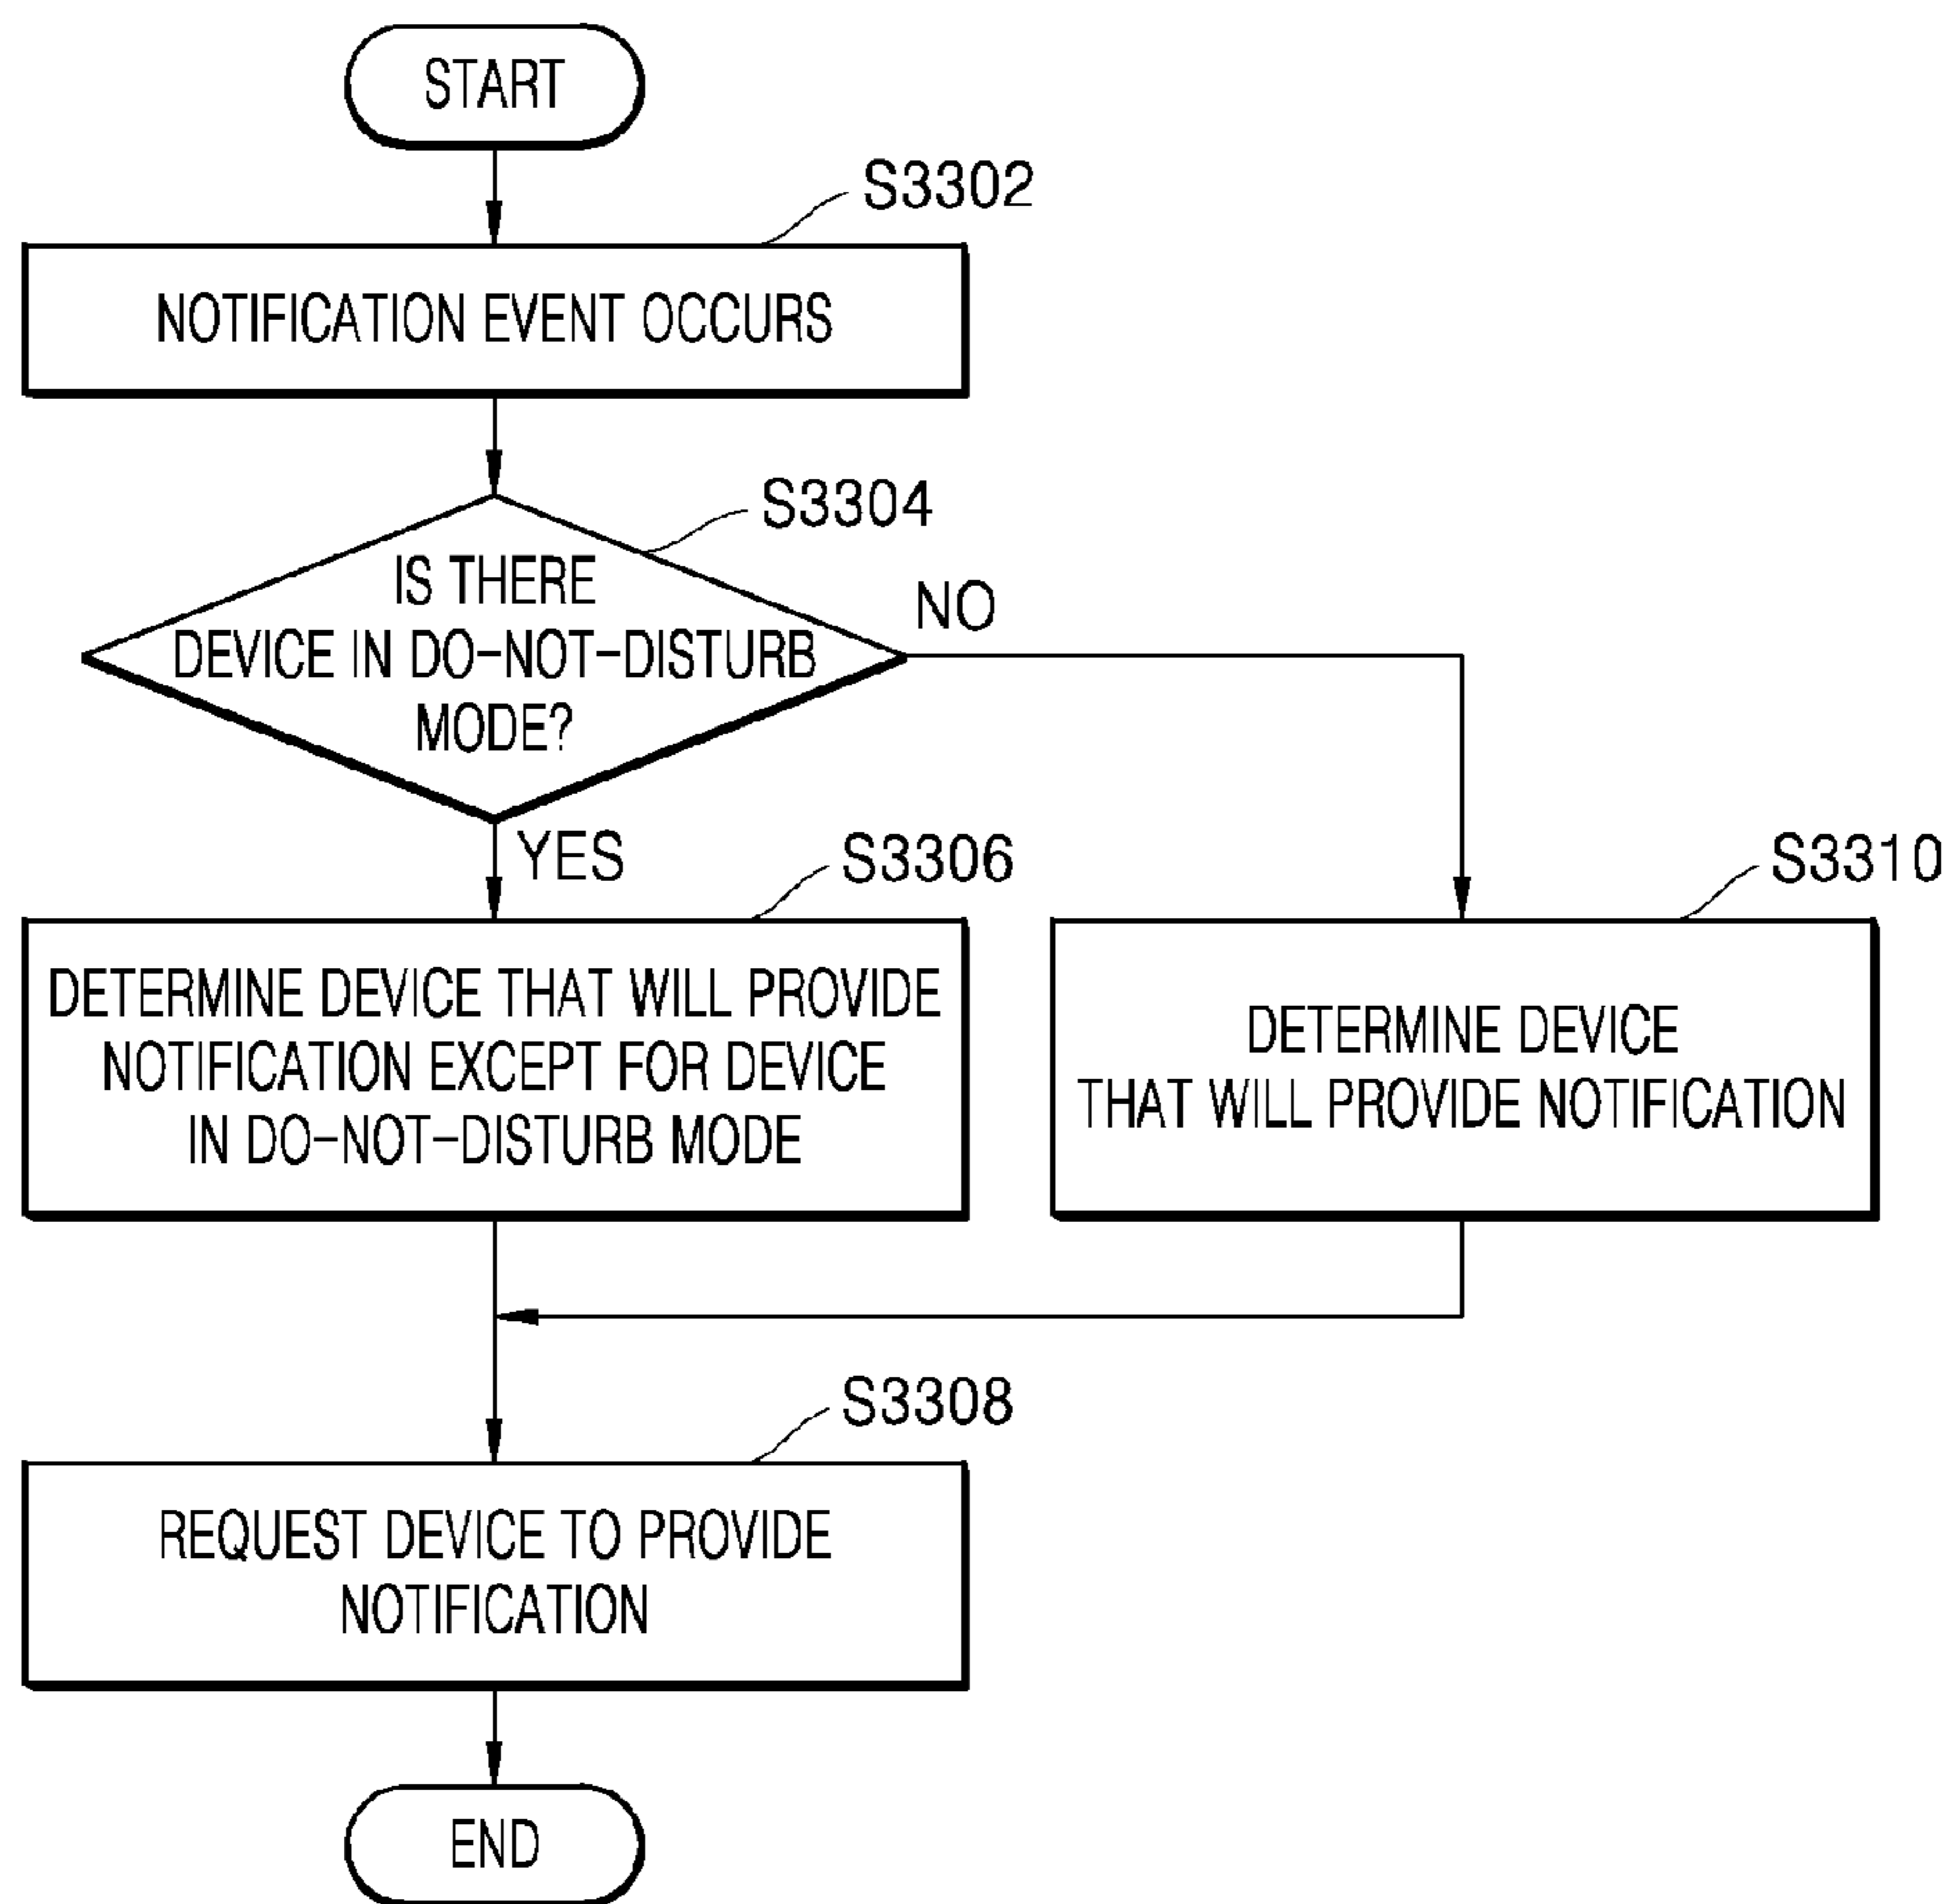 START
S3302
NOTIFICATION EVENT OCCURS
S3304
IS THERE
DEVICE IN DO-NOT-DISTURB
MODE?
NO
YES
S3306
DETERMINE DEVICE THAT WILL PROVIDE
NOTIFICATION EXCEPT FOR DEVICE
IN DO-NOT-DISTURB MODE
S3310
DETERMINE DEVICE
THAT WILL PROVIDE NOTIFICATION
S3308
REQUEST DEVICE TO PROVIDE
NOTIFICATION
END